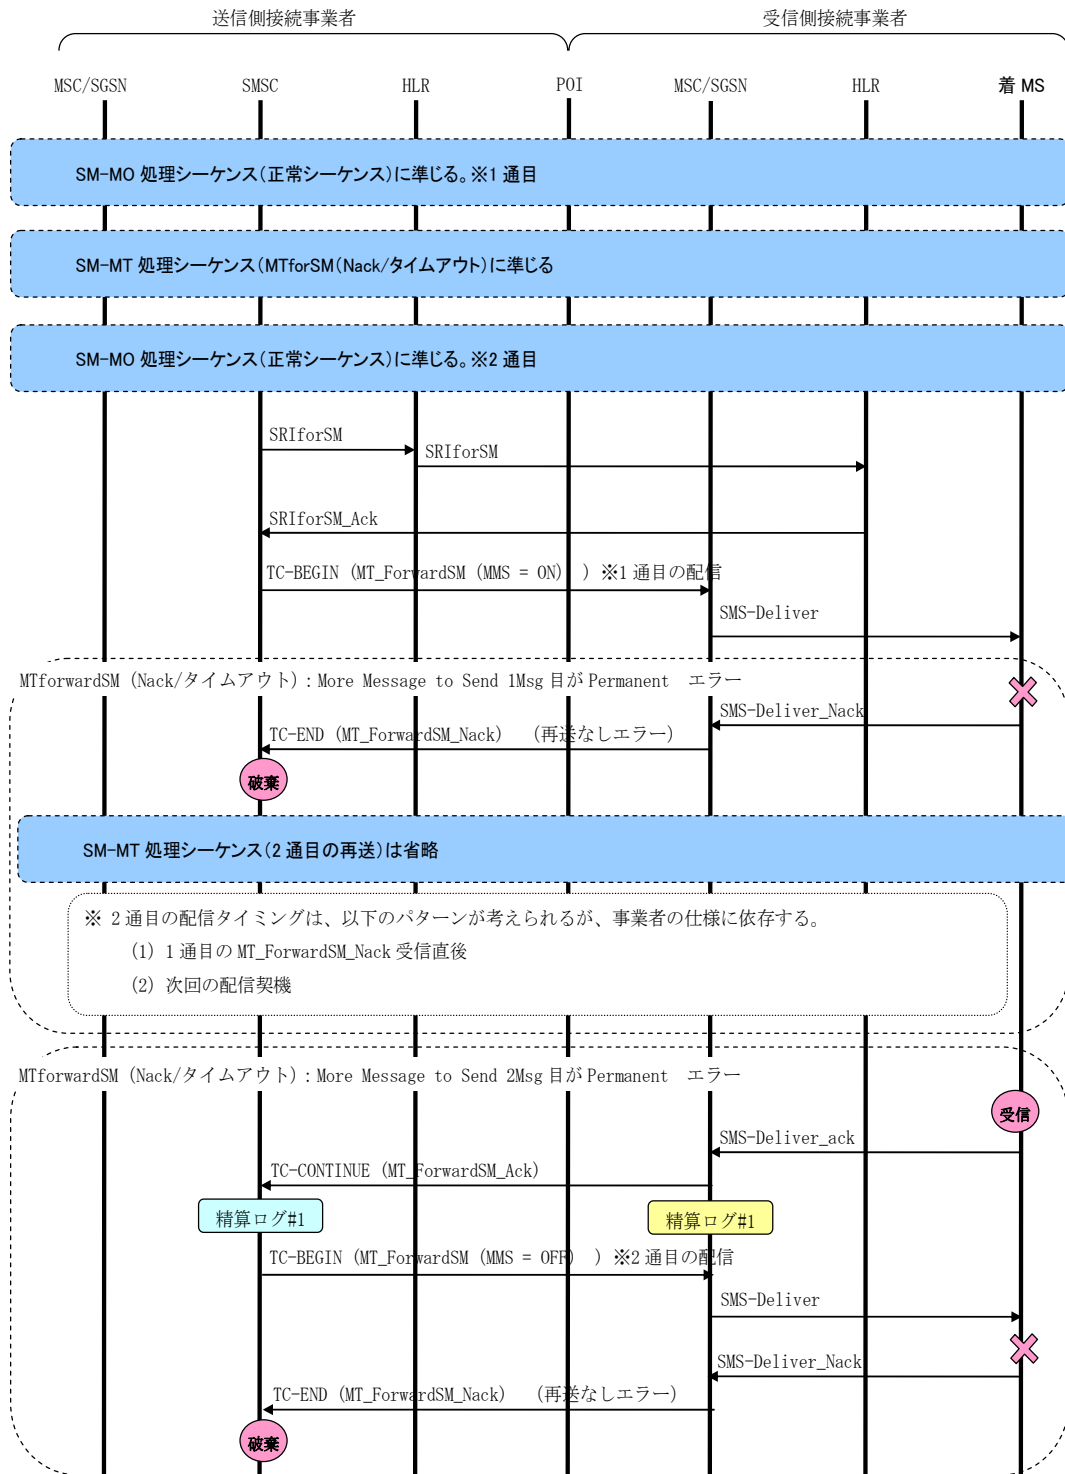 送信側接続事業者 受信側接続事業者
MSC/SGSN SMSC HLR POI MSC/SGSN HLR 着 MS
SM-MO 処理シーケンス(正常シーケンス)に準じる。※1 通目
SM-MT 処理シーケンス(MTforSM(Nack/タイムアウト)に準じる
SM-MO 処理シーケンス(正常シーケンス)に準じる。※2 通目
SRIforSM
SRIforSM
SRIforSM_Ack
TC-BEGIN (MT_ForwardSM (MMS = ON) ) ※1 通目の配信
SMS-Deliver
MTforwardSM (Nack/タイムアウト) : More Message to Send 1Msg 目が Permanent エラー
SMS-Deliver_Nack
TC-END (MT_ForwardSM_Nack) (再送なしエラー)
破棄
SM-MT 処理シーケンス(2 通目の再送)は省略
※ 2 通目の配信タイミングは、以下のパターンが考えられるが、事業者の仕様に依存する。
(1) 1 通目の MT_ForwardSM_Nack 受信直後
(2) 次回の配信契機
MTforwardSM (Nack/タイムアウト) : More Message to Send 2Msg 目が Permanent エラー
受信
SMS-Deliver_ack
TC-CONTINUE (MT_ForwardSM_Ack)
精算ログ#1 精算ログ#1
TC-BEGIN (MT_ForwardSM (MMS = OFF) ) ※2 通目の配信
SMS-Deliver
SMS-Deliver_Nack
TC-END (MT_ForwardSM_Nack) (再送なしエラー)
破棄